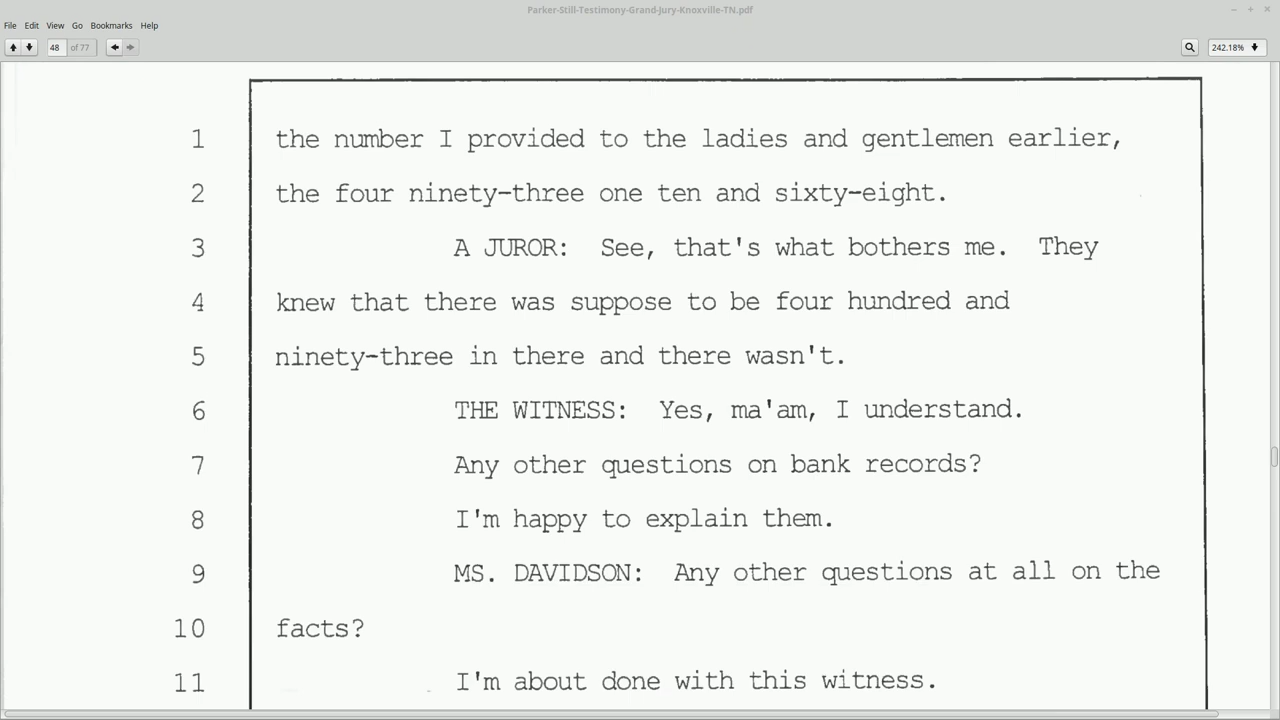 Parker-Still-Testimony-Grand-Jury-Knoxville-TN.pdf
File Edit View Go Bookmarks Help
48 of 77 242.18%
1 the number I provided to the ladies and gentlemen earlier,
2 the four ninety-three one ten and sixty-eight.
3 A JUROR: See, that's what bothers me. They
4 knew that there was suppose to be four hundred and
5 ninety-three in there and there wasn't.
6 THE WITNESS: Yes, ma'am, I understand.
7 Any other questions on bank records?
8 I'm happy to explain them.
9 MS. DAVIDSON: Any other questions at all on the
10 facts?
11 I'm about done with this witness.